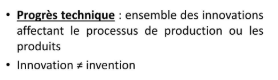 • Progrès technique : ensemble des innovations
affectant le processus de production ou les
produits
• Innovation ≠ invention